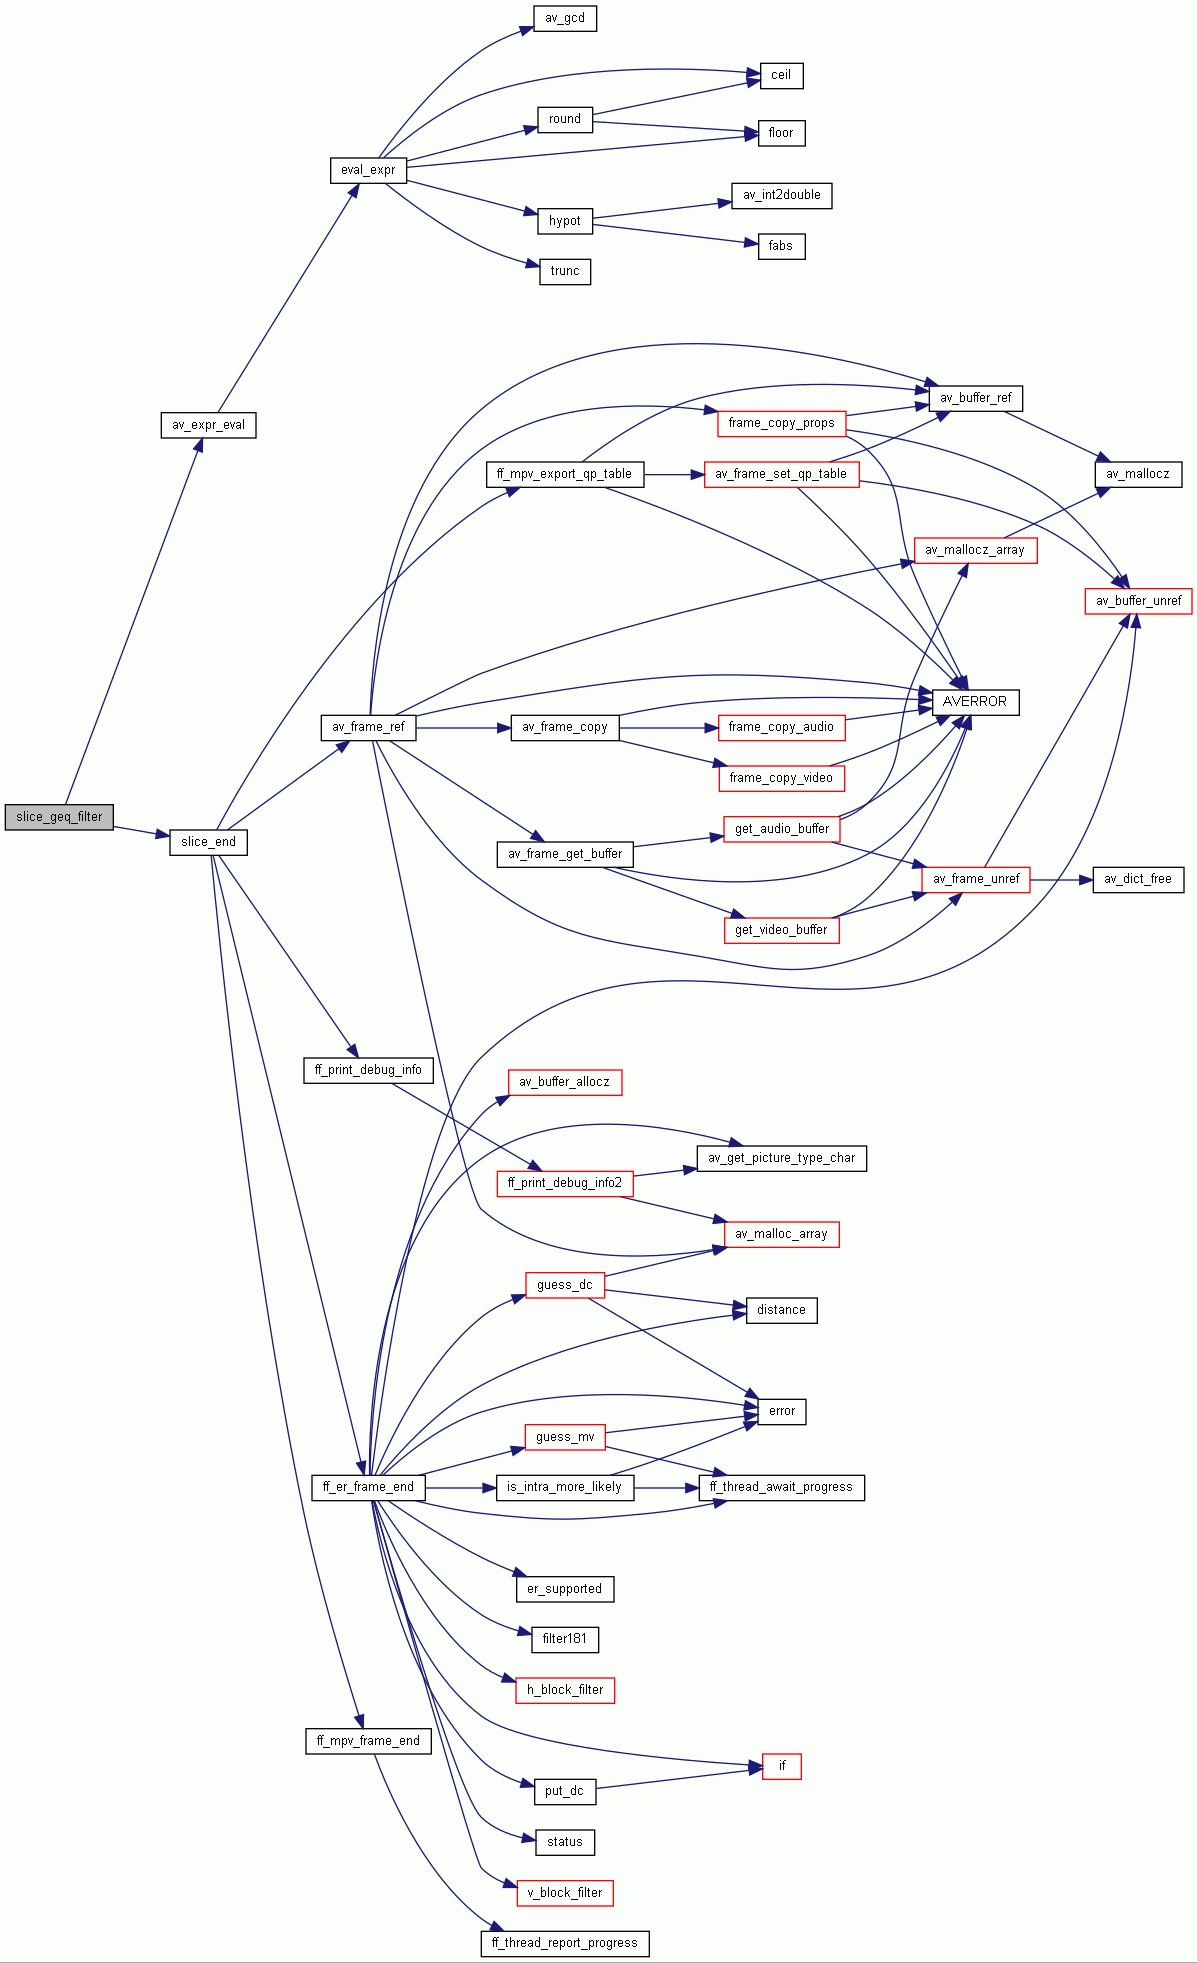 av_gcd
ceil
round
floor
eval_expr
av_int2double
hypot
fabs
trunc
av_buffer_ref
frame_copy_props
av_expr_eval
ff_mpv_export_qp_table
av_frame_set_qp_table
av_mallocz
av_mallocz_array
av_buffer_unref
AVERROR
av_frame_ref
av_frame_copy
frame_copy_audio
frame_copy_video
slice_geq_filter
get_audio_buffer
slice_end
av_frame_get_buffer
av_frame_unref
av_dict_free
get_video_buffer
ff_print_debug_info
av_buffer_allocz
av_get_picture_type_char
ff_print_debug_info2
av_malloc_array
guess_dc
distance
error
guess_mv
ff_er_frame_end
is_intra_more_likely
ff_thread_await_progress
er_supported
filter181
h_block_filter
ff_mpv_frame_end
if
put_dc
status
v_block_filter
ff_thread_report_progress